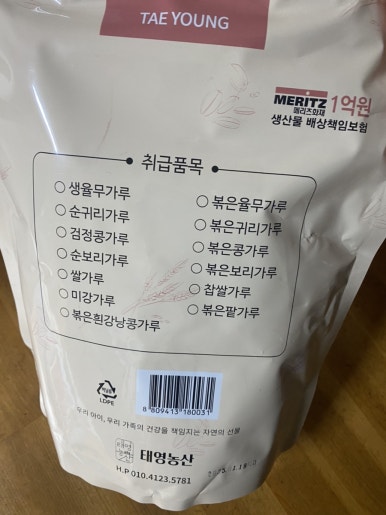 TAE YOUNG
MERITZ 1억원
메리츠화재
생산물 배상책임보험
취급품목
○ 생율무가루
○ 순귀리가루
○ 검정콩가루
○ 순보리가루
○ 쌀가루
○ 미강가루
○ 볶은흰강낭콩가루
○ 볶은율무가루
○ 볶은귀리가루
○ 볶은콩가루
○ 볶은보리가루
○ 찹쌀가루
○ 볶은팥가루
LDPE
8 809413 180031
우리 아이, 우리 가족의 건강을 책임지는 자연의 선물
태영농산
H.P 010.4123.5781